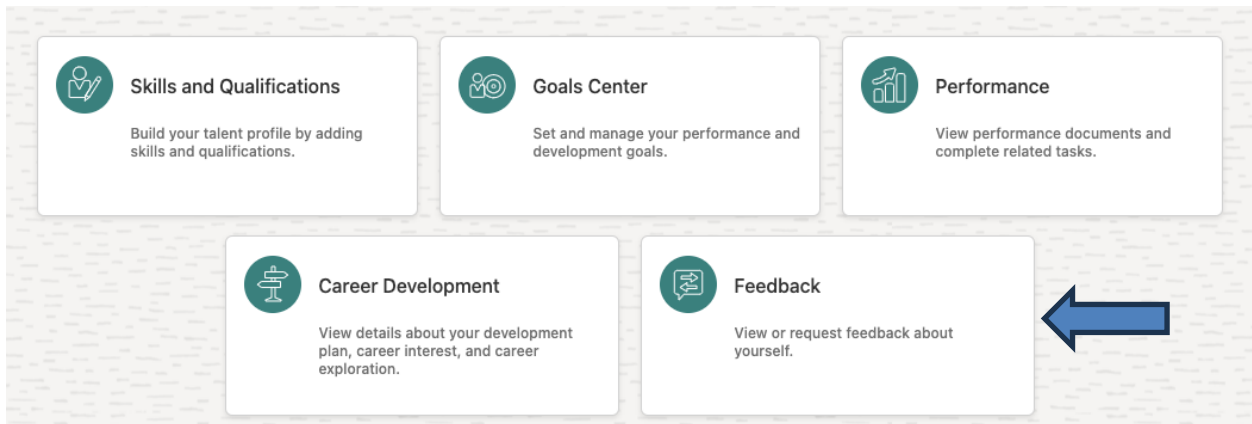 Skills and Qualifications
Build your talent profile by adding
skills and qualifications.
Goals Center
Set and manage your performance and
development goals.
Performance
View performance documents and
complete related tasks.
Career Development
View details about your development
plan, career interest, and career
exploration.
Feedback
View or request feedback about
yourself.